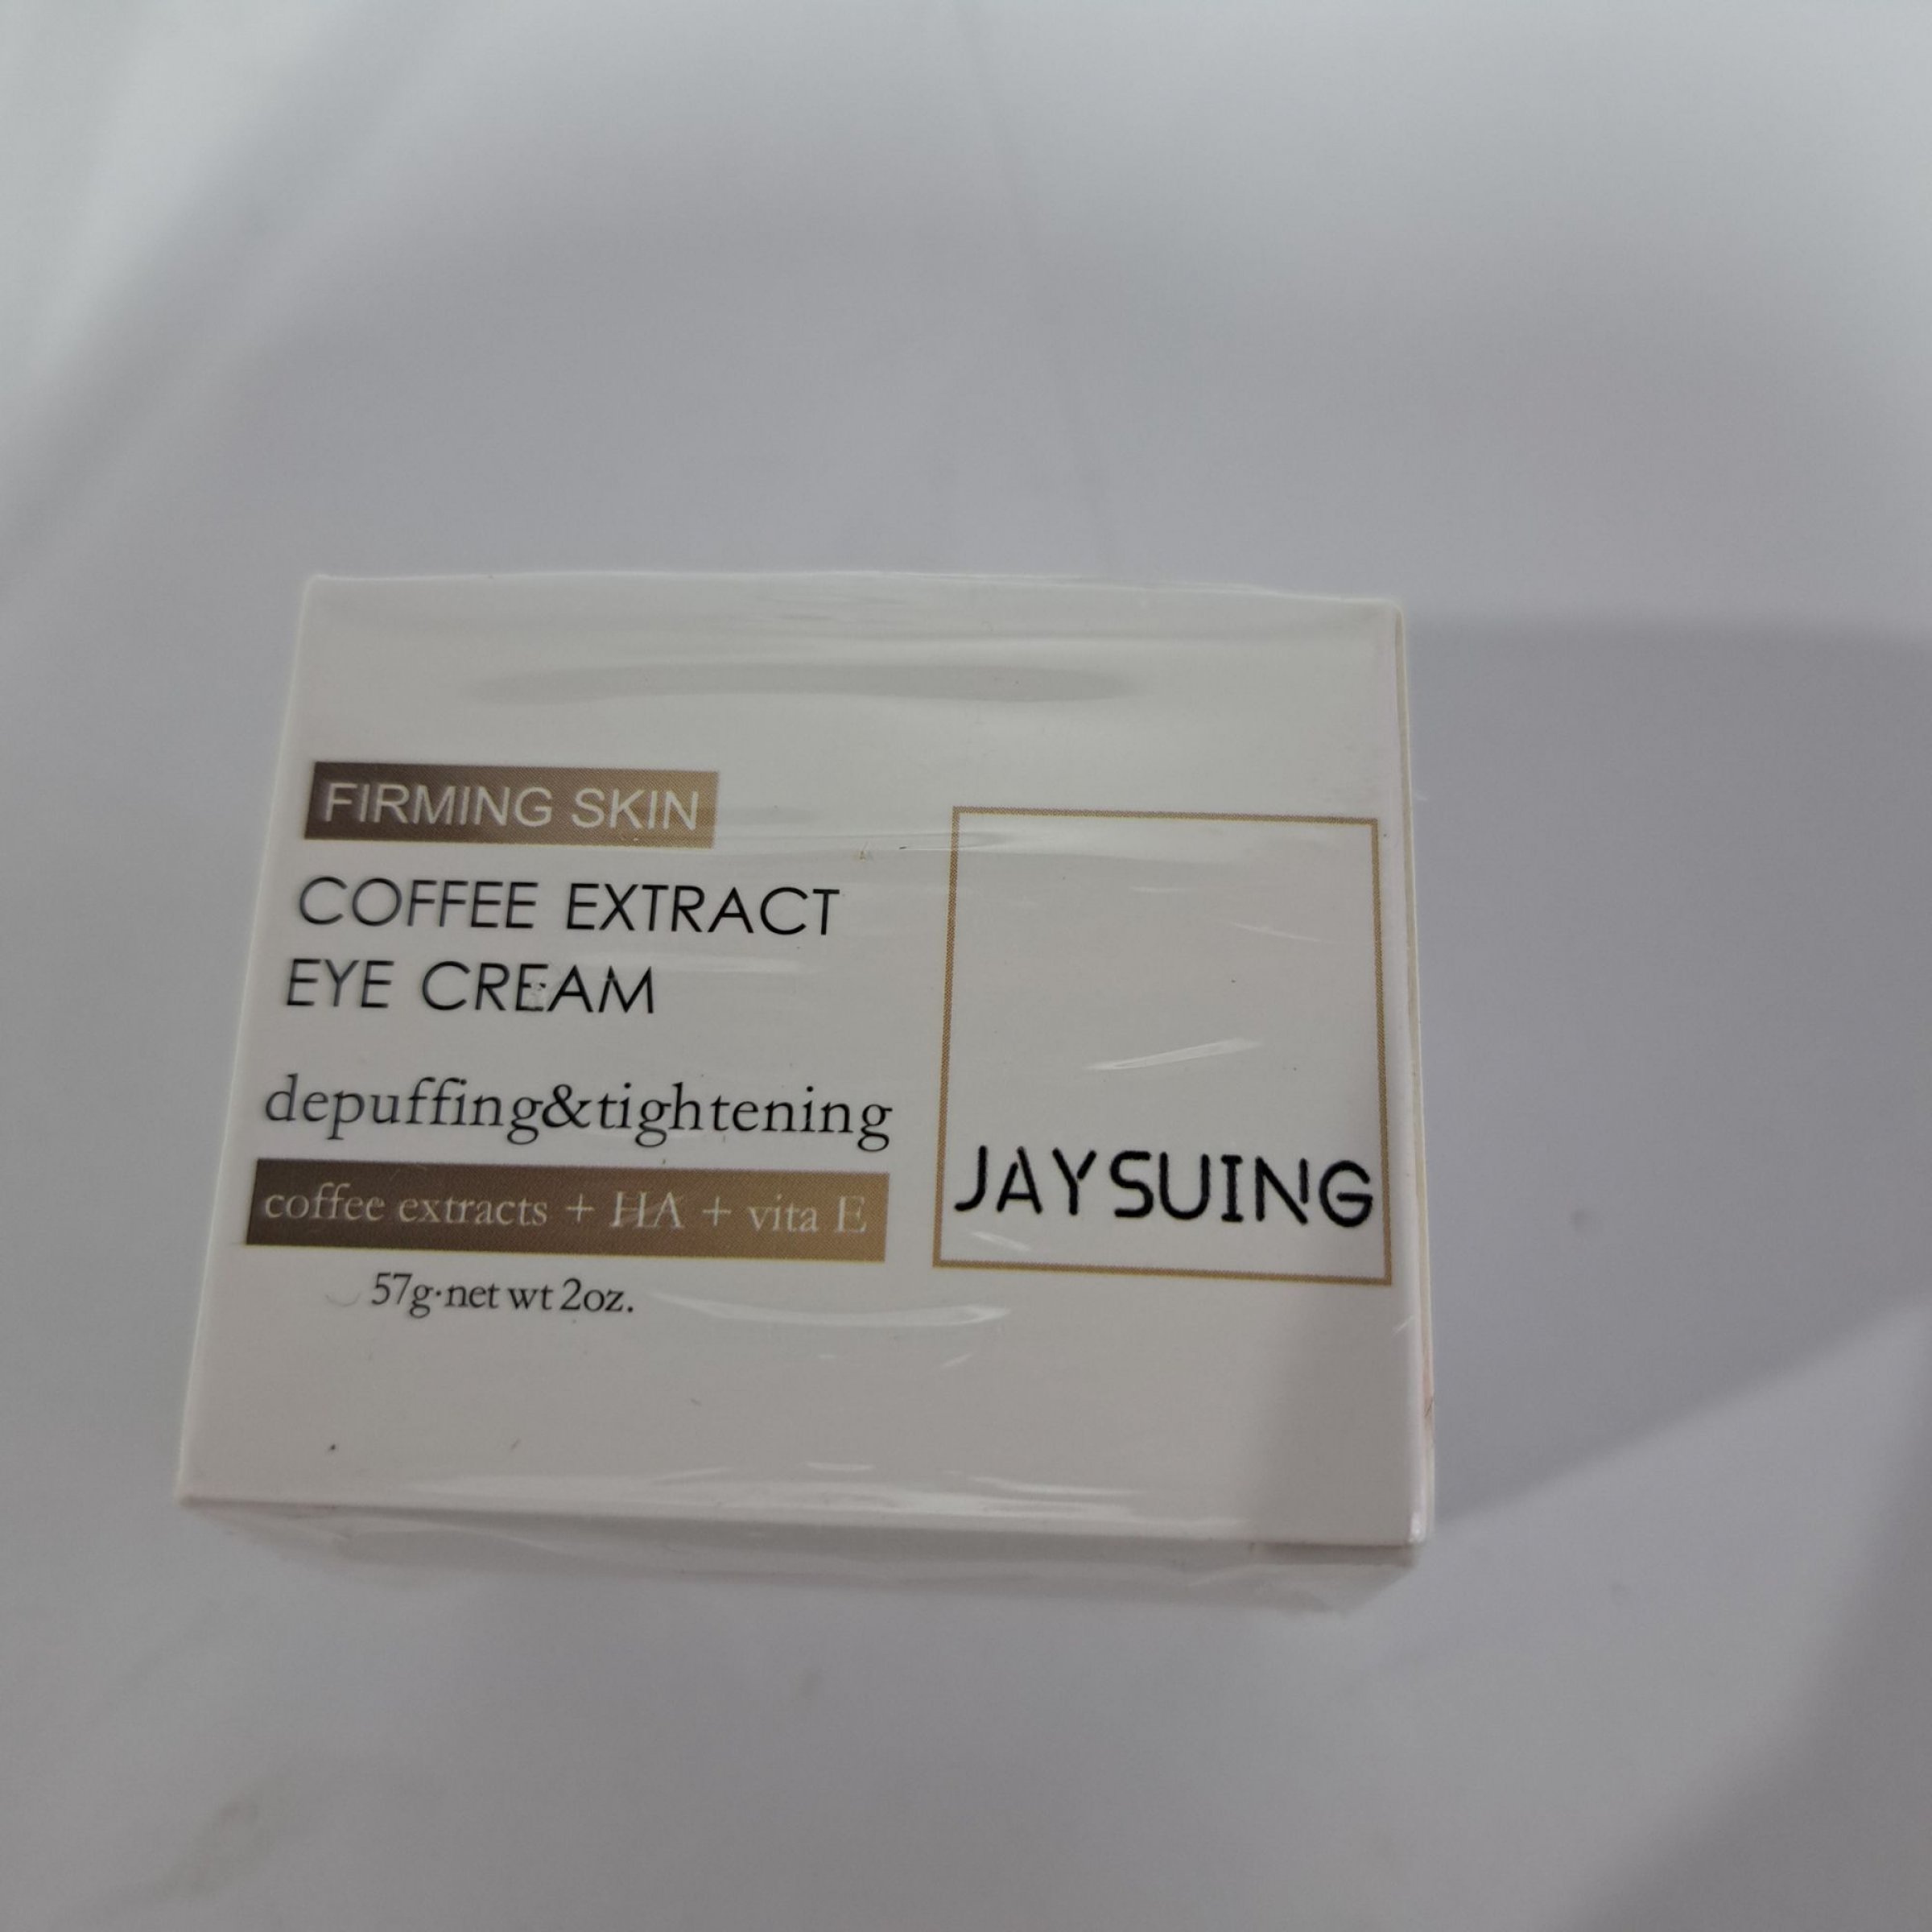 FIRMING SKIN
COFFEE EXTRACT
EYE CREAM
depuffing&tightening
coffee extracts + HA + vita E
57g·net wt 2oz.
JAYSUING